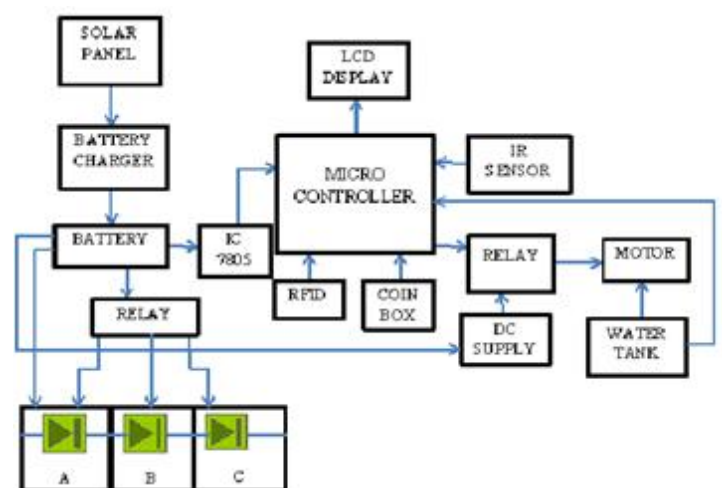 SOLAR
PANEL
LCD
DISPLAY
BATTERY
CHARGER
MICRO
CONTROLLER
IR
SENSOR
BATTERY
IC
7805
RELAY
MOTOR
RFID
COIN
BOX
RELAY
DC
SUPPLY
WATER
TANK
A
B
C